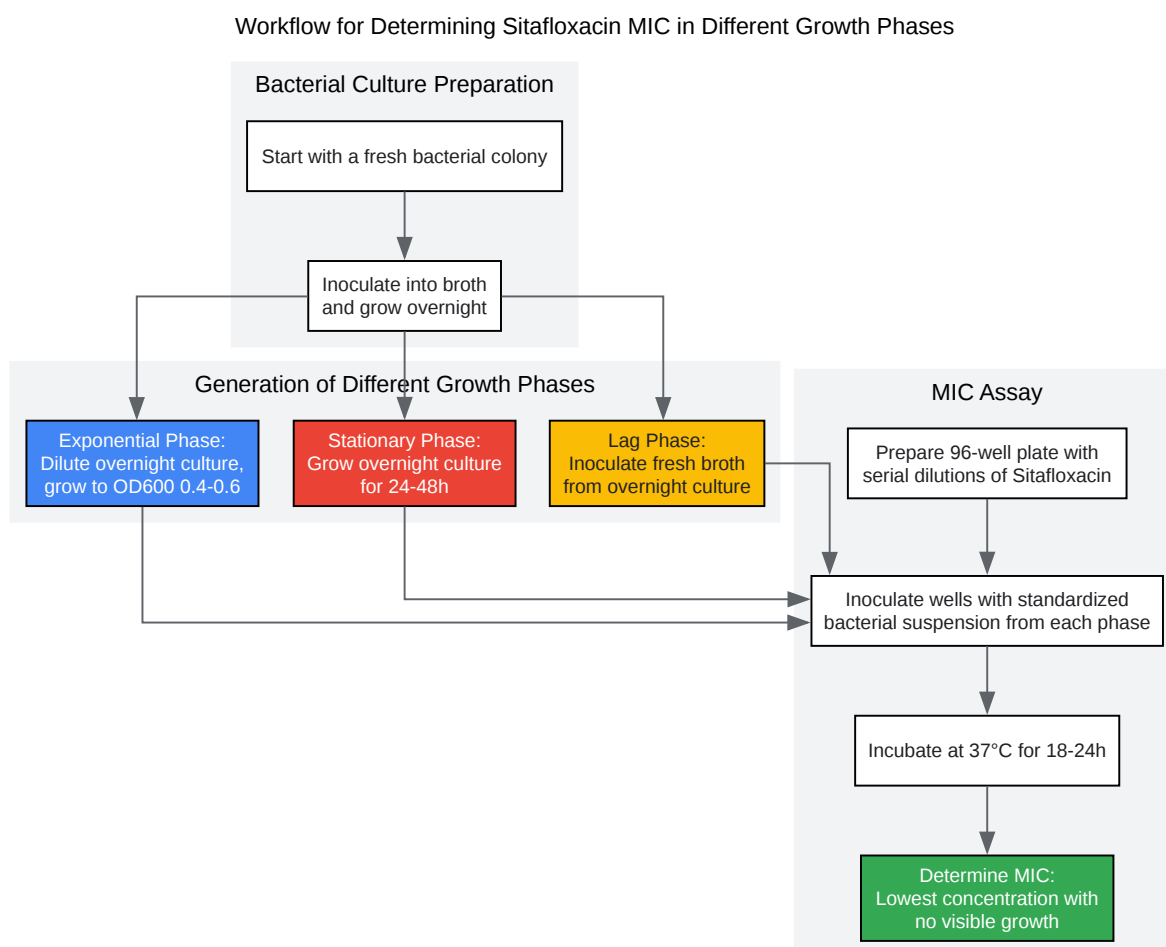 Workflow for Determining Sitafloxacin MIC in Different Growth Phases
Bacterial Culture Preparation
Start with a fresh bacterial colony
Inoculate into broth
and grow overnight
Generation of Different Growth Phases
Exponential Phase:
Dilute overnight culture,
grow to OD600 0.4-0.6
Stationary Phase:
Grow overnight culture
for 24-48h
Lag Phase:
Inoculate fresh broth
from overnight culture
MIC Assay
Prepare 96-well plate with
serial dilutions of Sitafloxacin
Inoculate wells with standardized
bacterial suspension from each phase
Incubate at 37°C for 18-24h
Determine MIC:
Lowest concentration with
no visible growth